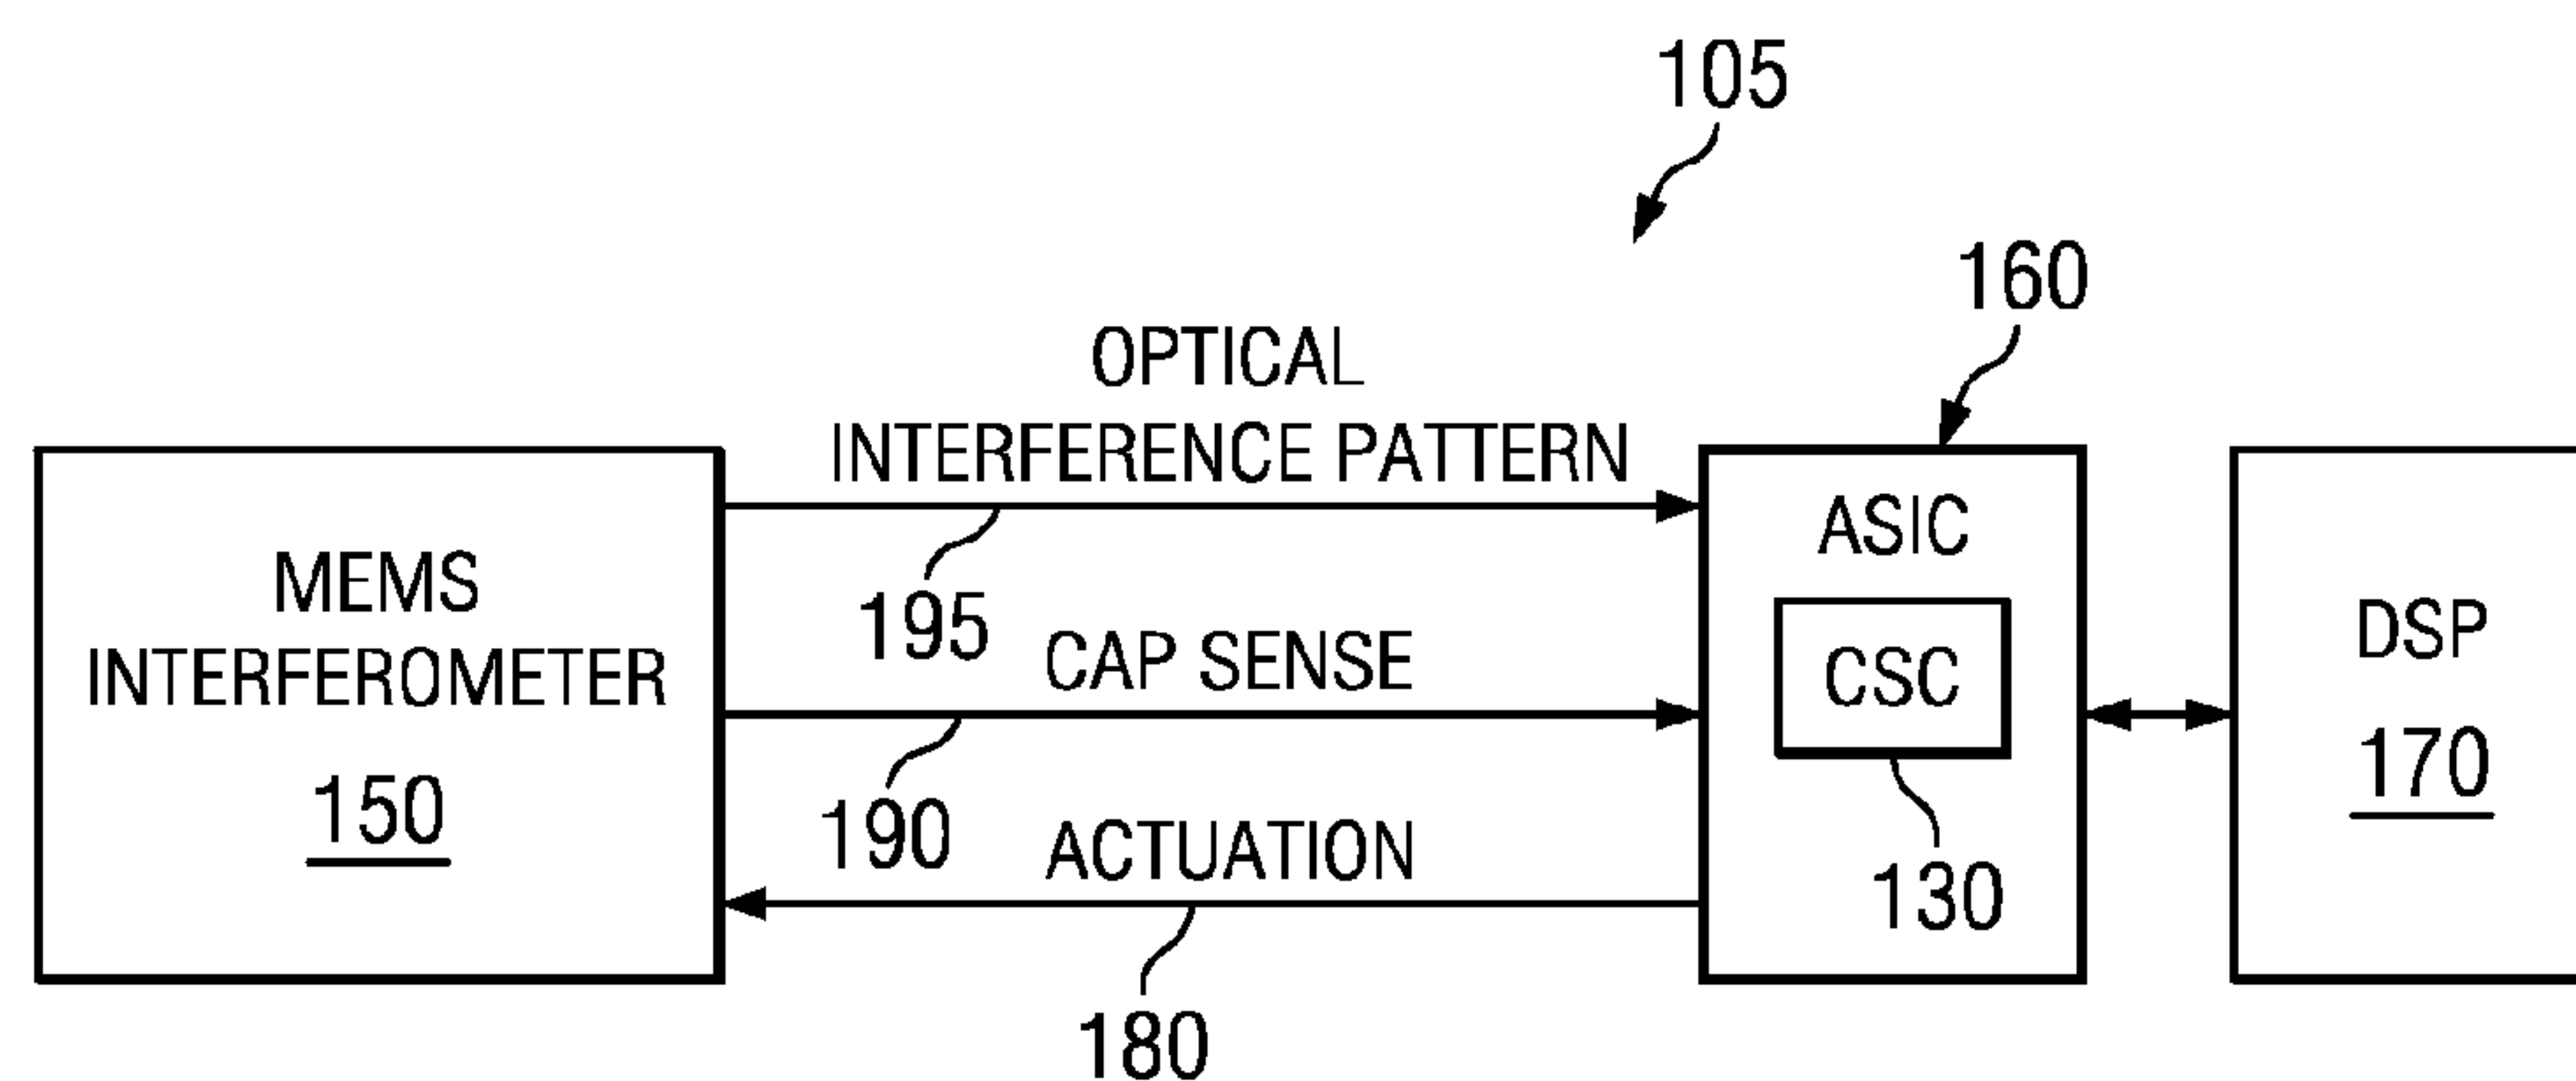 105
160
OPTICAL
INTERFERENCE PATTERN
195
CAP SENSE
190
ACTUATION
180
MEMS
INTERFEROMETER
150
ASIC
CSC
130
DSP
170